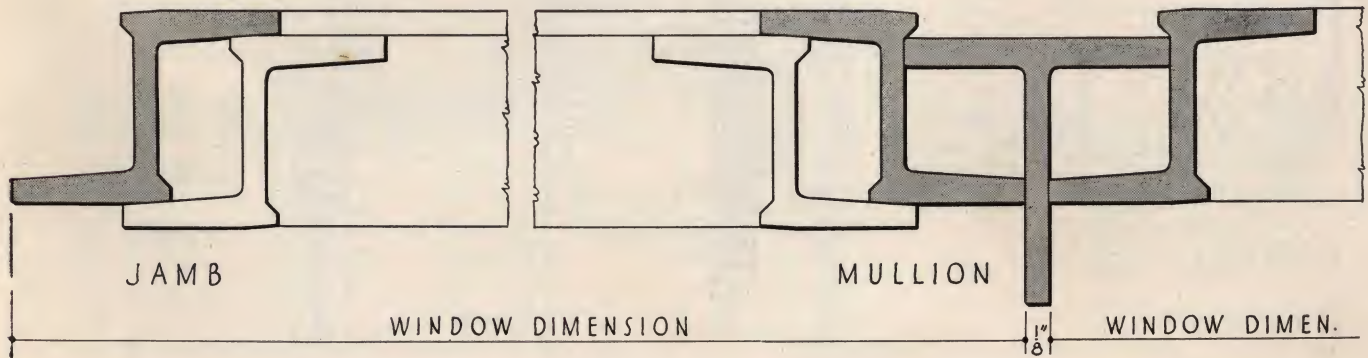 JAMB
MULLION
WINDOW DIMENSION
1/8"
WINDOW DIMEN.